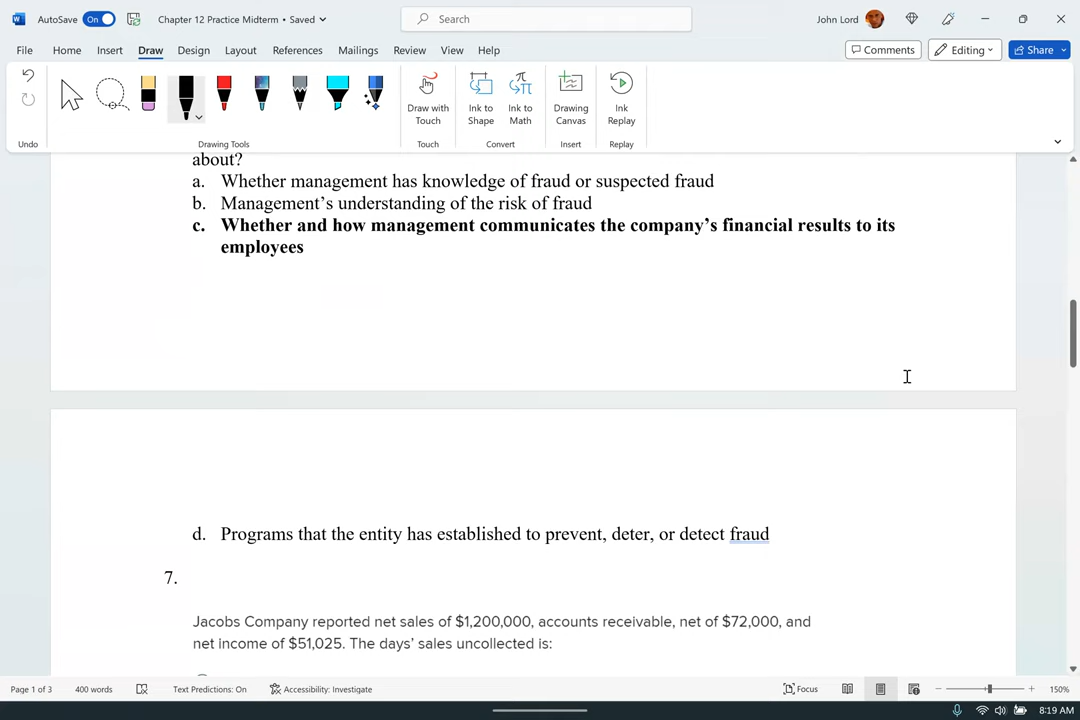 AutoSave On Chapter 12 Practice Midterm • Saved Search John Lord
File Home Insert Draw Design Layout References Mailings Review View Help Comments Editing Share
Draw with Touch
Ink to Shape
Ink to Math
Drawing Canvas
Ink Replay
Undo Drawing Tools Touch Convert Insert Replay
about?
a. Whether management has knowledge of fraud or suspected fraud
b. Management's understanding of the risk of fraud
c. Whether and how management communicates the company's financial results to its
employees
d. Programs that the entity has established to prevent, deter, or detect fraud
7.
Jacobs Company reported net sales of $1,200,000, accounts receivable, net of $72,000, and
net income of $51,025. The days' sales uncollected is:
Page 1 of 3 400 words Text Predictions: On Accessibility: Investigate Focus 150%
8:19 AM